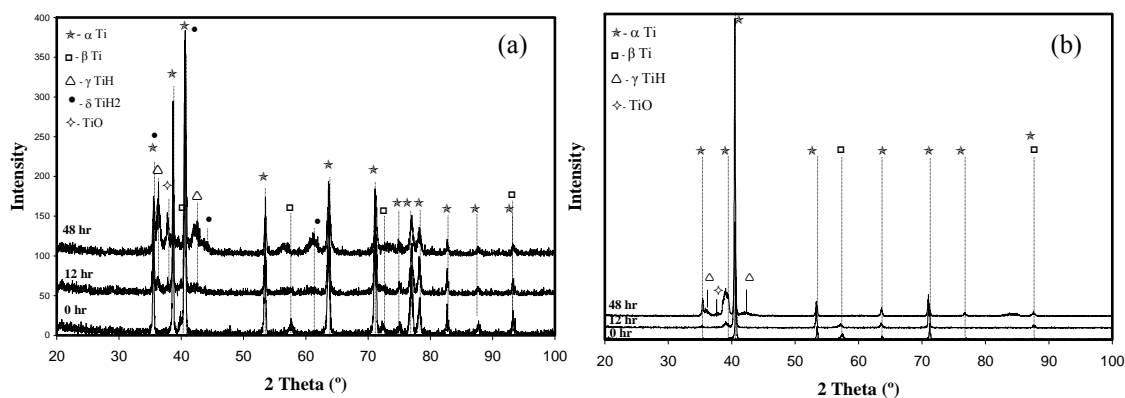 (a)
Intensity
400
350
300
250
200
150
100
50
0
- α Ti
- β Ti
- γ TiH
- δ TiH2
- TiO
48 hr
12 hr
0 hr
20 30 40 50 60 70 80 90 100
2 Theta (º)
(b)
Intensity
- α Ti
- β Ti
- γ TiH
- TiO
48 hr
12 hr
0 hr
20 30 40 50 60 70 80 90 100
2 Theta (º)